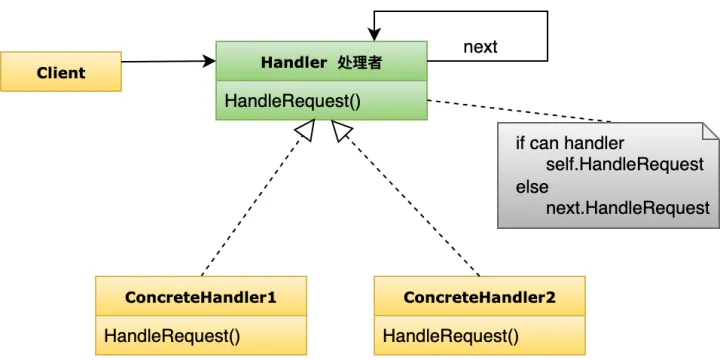 Client
Handler 处理者
next
HandleRequest()
if can handler
self.HandleRequest
else
next.HandleRequest
ConcreteHandler1
HandleRequest()
ConcreteHandler2
HandleRequest()